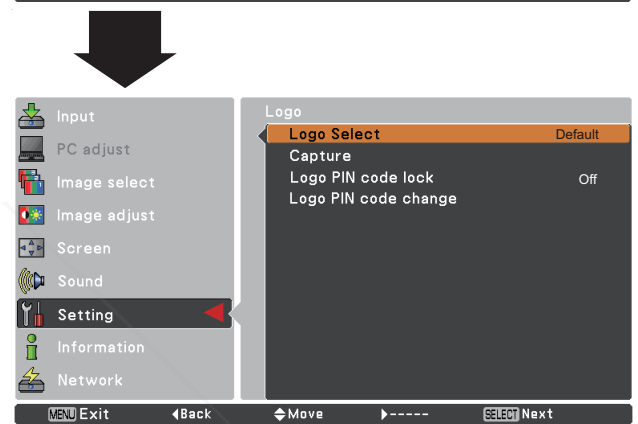 Input
PC adjust
Image select
Image adjust
Screen
Sound
Setting
Information
Network
Logo
Logo Select Default
Capture
Logo PIN code lock Off
Logo PIN code change
MENU Exit Back Move ----- SELECT Next